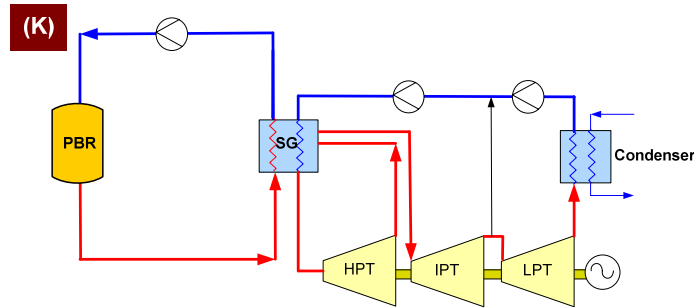 (K)
PBR
SG
Condenser
HPT
IPT
LPT